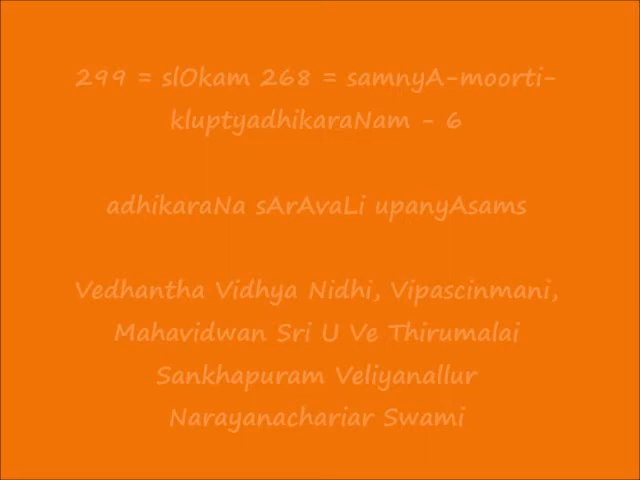 299 = slOkam 268 = samnyA-moorti-
kluptyadhikaraNam - 6
adhikaraNa sArAvaLi upanyAsams
Vedhantha Vidhya Nidhi, Vipascinmani,
Mahavidwan Sri U Ve Thirumalai
Sankhapuram Veliyanallur
Narayanachariar Swami